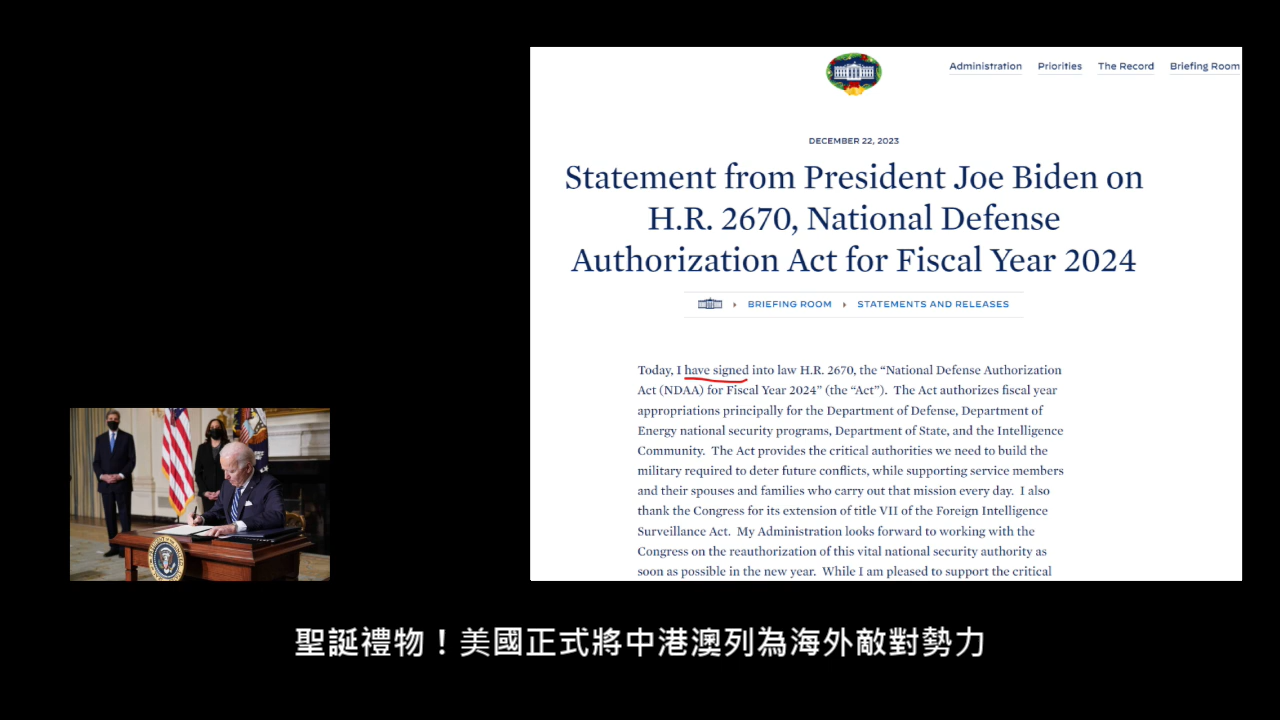 Administration Priorities The Record Briefing Room
DECEMBER 22, 2023
Statement from President Joe Biden on
H.R. 2670, National Defense
Authorization Act for Fiscal Year 2024
BRIEFING ROOM STATEMENTS AND RELEASES
Today, I have signed into law H.R. 2670, the “National Defense Authorization
Act (NDAA) for Fiscal Year 2024” (the “Act”). The Act authorizes fiscal year
appropriations principally for the Department of Defense, Department of
Energy national security programs, Department of State, and the Intelligence
Community. The Act provides the critical authorities we need to build the
military required to deter future conflicts, while supporting service members
and their spouses and families who carry out that mission every day. I also
thank the Congress for its extension of title VII of the Foreign Intelligence
Surveillance Act. My Administration looks forward to working with the
Congress on the reauthorization of this vital national security authority as
soon as possible in the new year. While I am pleased to support the critical
聖誕禮物！美國正式將中港澳列為海外敵對勢力